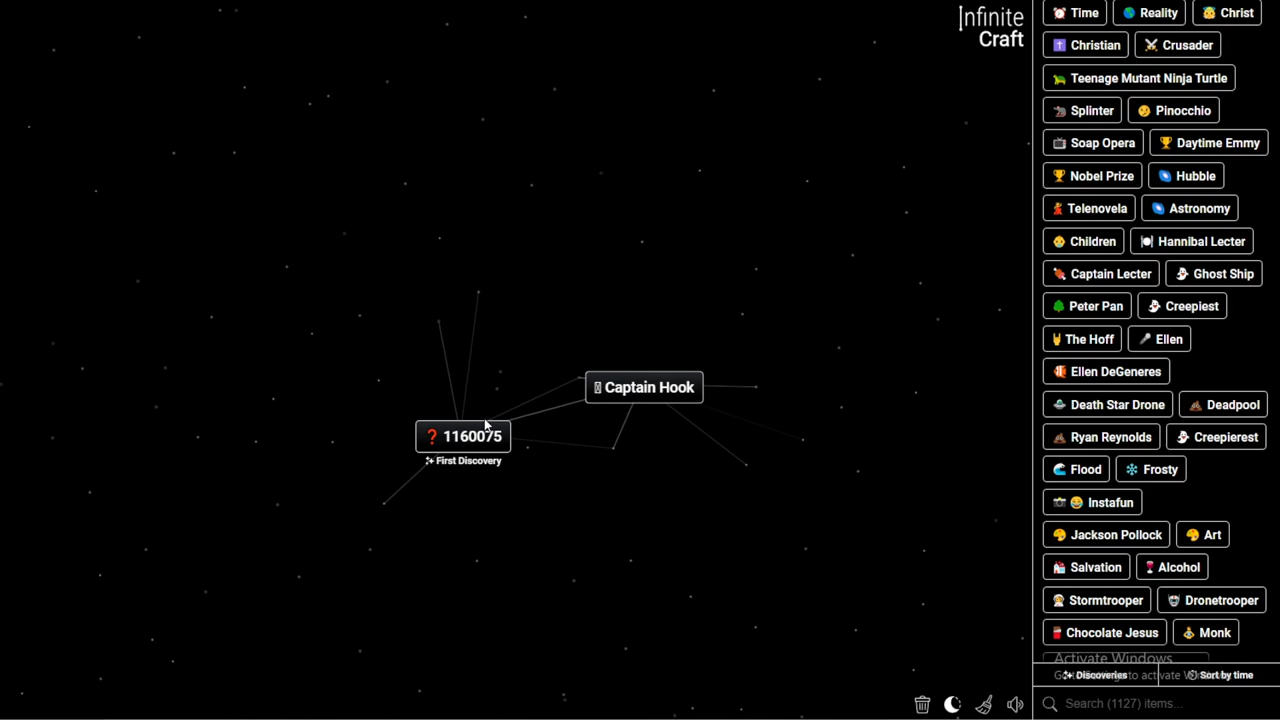 Infinite
Craft
Time
Reality
Christ
Christian
Crusader
Teenage Mutant Ninja Turtle
Splinter
Pinocchio
Soap Opera
Daytime Emmy
Nobel Prize
Hubble
Telenovela
Astronomy
Children
Hannibal Lecter
Captain Lecter
Ghost Ship
Peter Pan
Creepiest
The Hoff
Ellen
Ellen DeGeneres
Death Star Drone
Deadpool
Ryan Reynolds
Creepierest
Flood
Frosty
Instafun
Jackson Pollock
Art
Salvation
Alcohol
Stormtrooper
Dronetrooper
Chocolate Jesus
Monk
Captain Hook
1160075
First Discovery
Activate Windows
Discoveries
Sort by time
to activate
Search (1127) items...